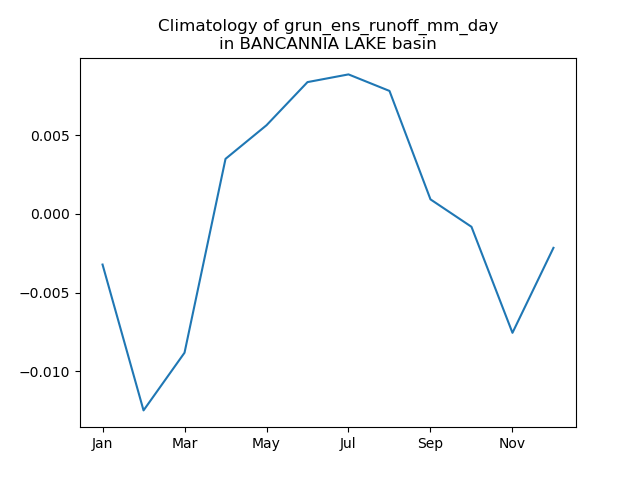 Climatology of grun_ens_runoff_mm_day
in BANCANNIA LAKE basin
0.005
0.000
−0.005
−0.010
Jan Mar May Jul Sep Nov